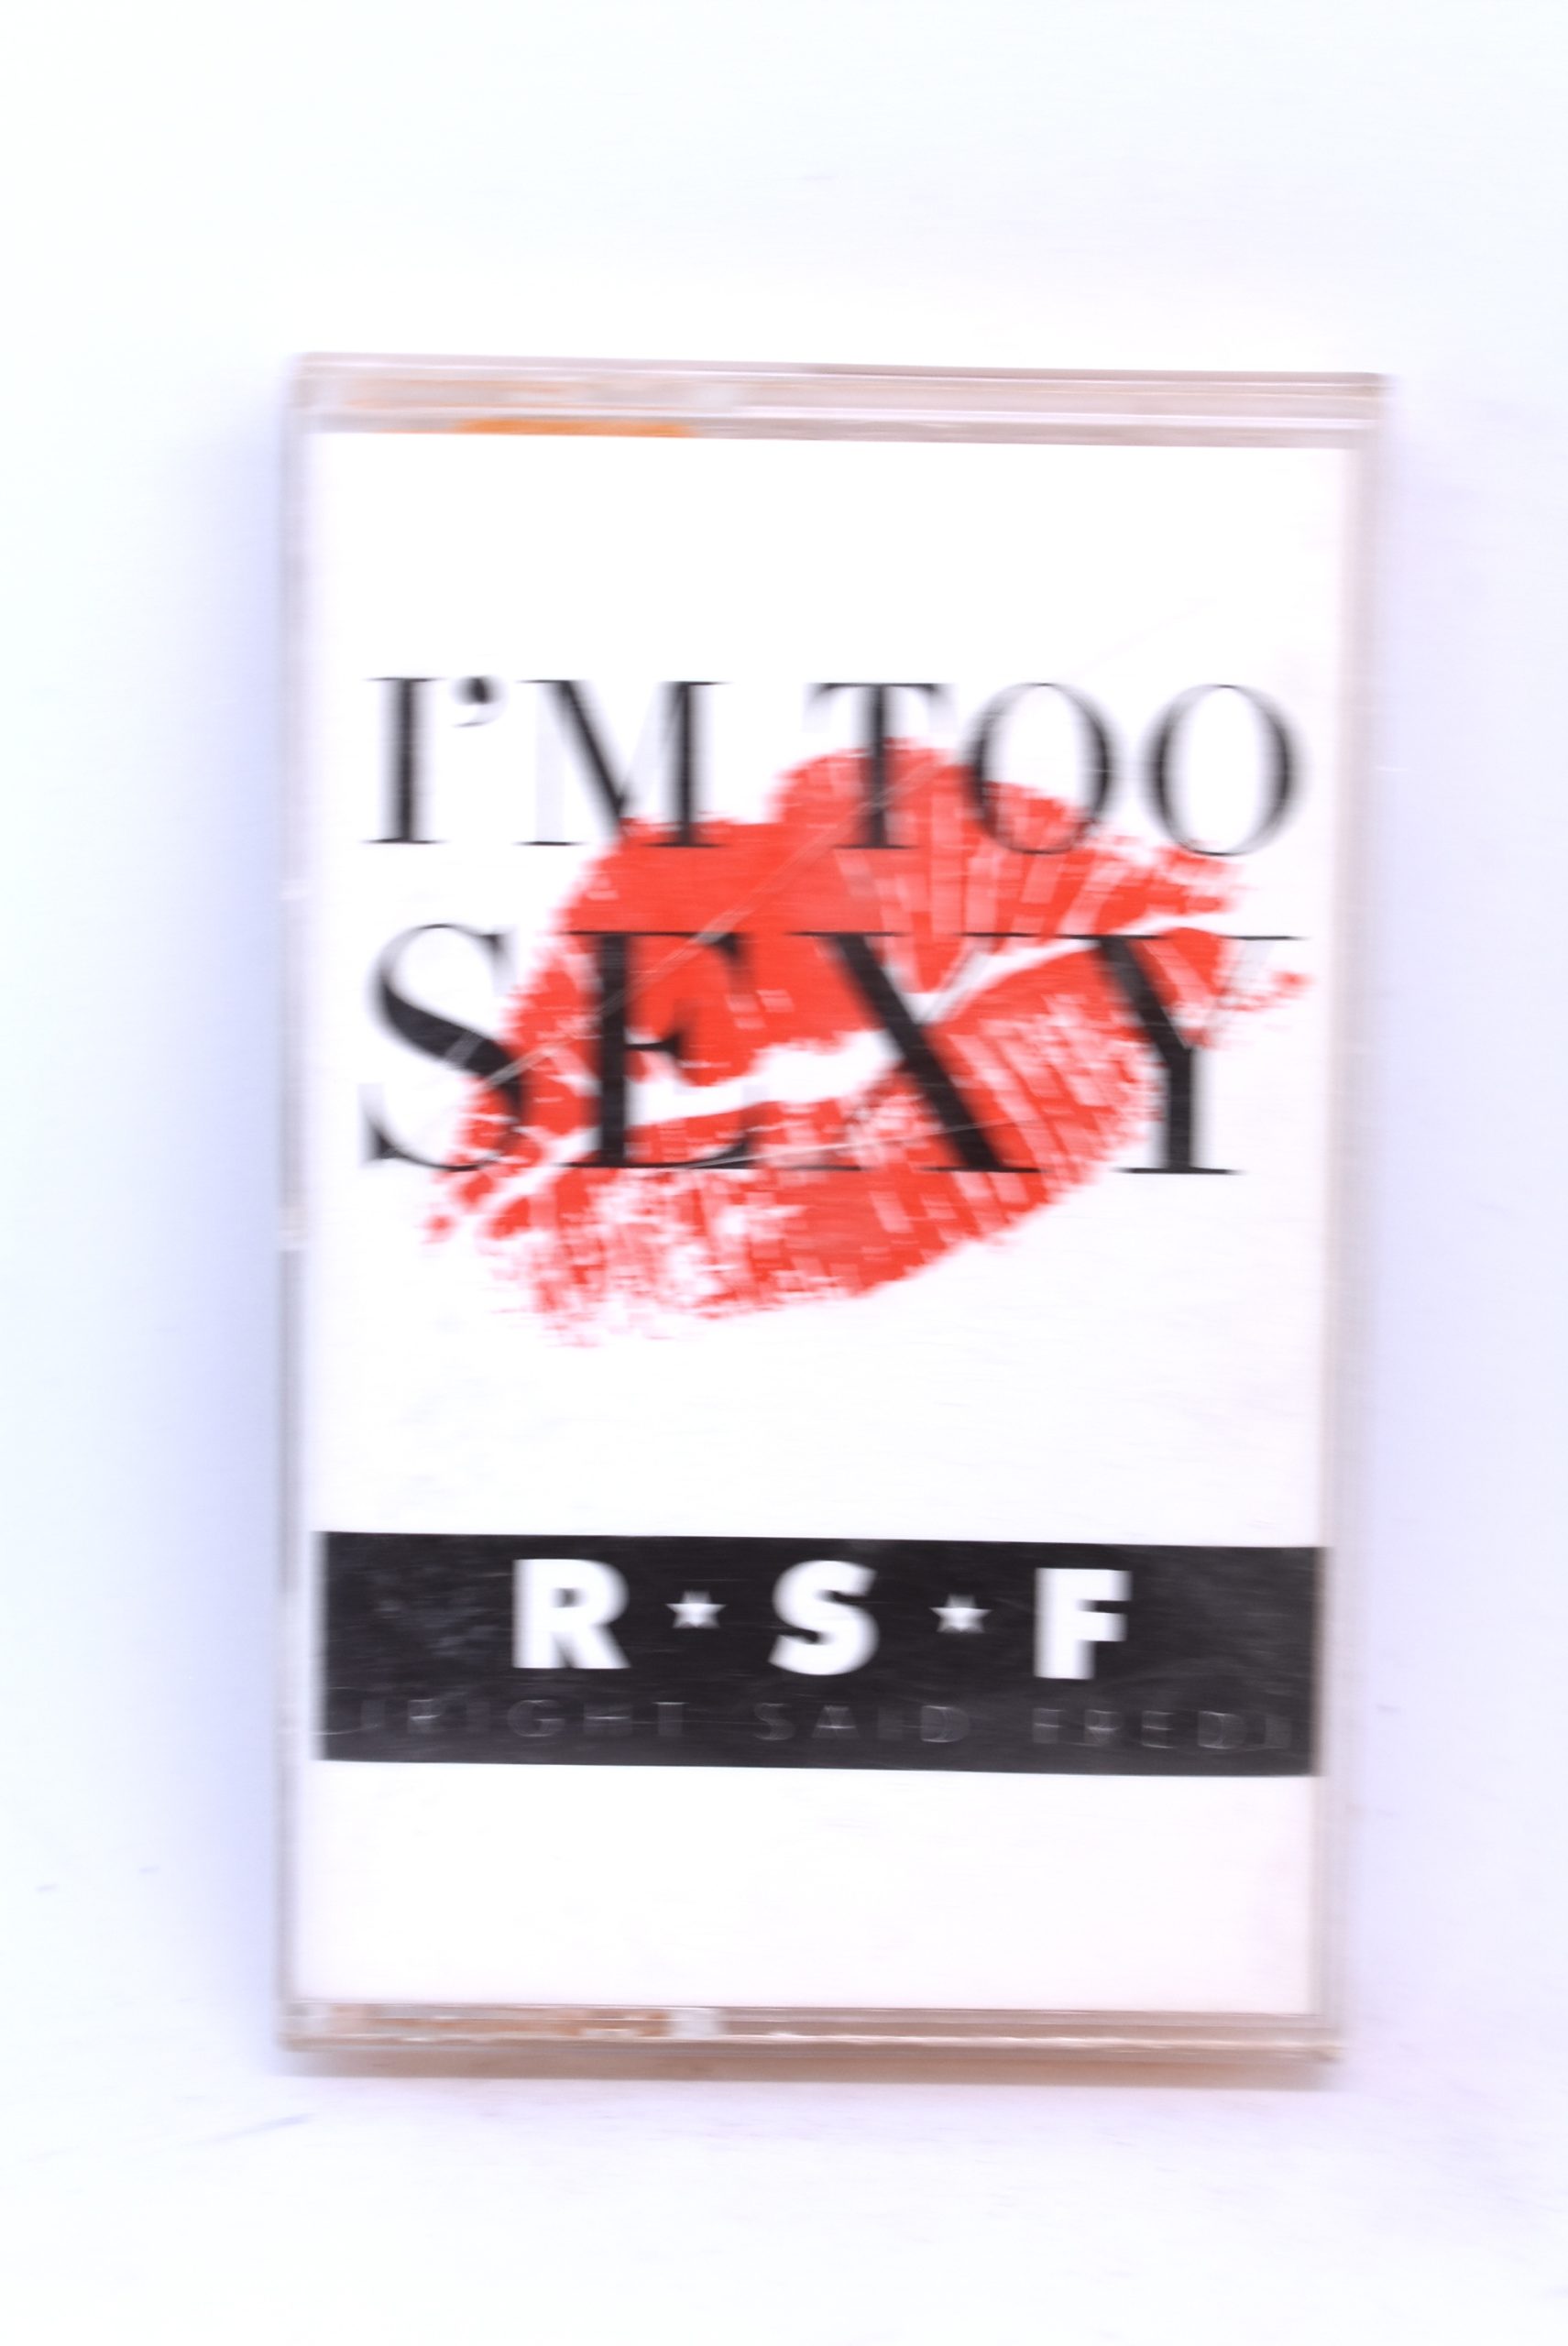 I'M TOO
SEXY
R★S★F
(RIGHT SAID FRED)